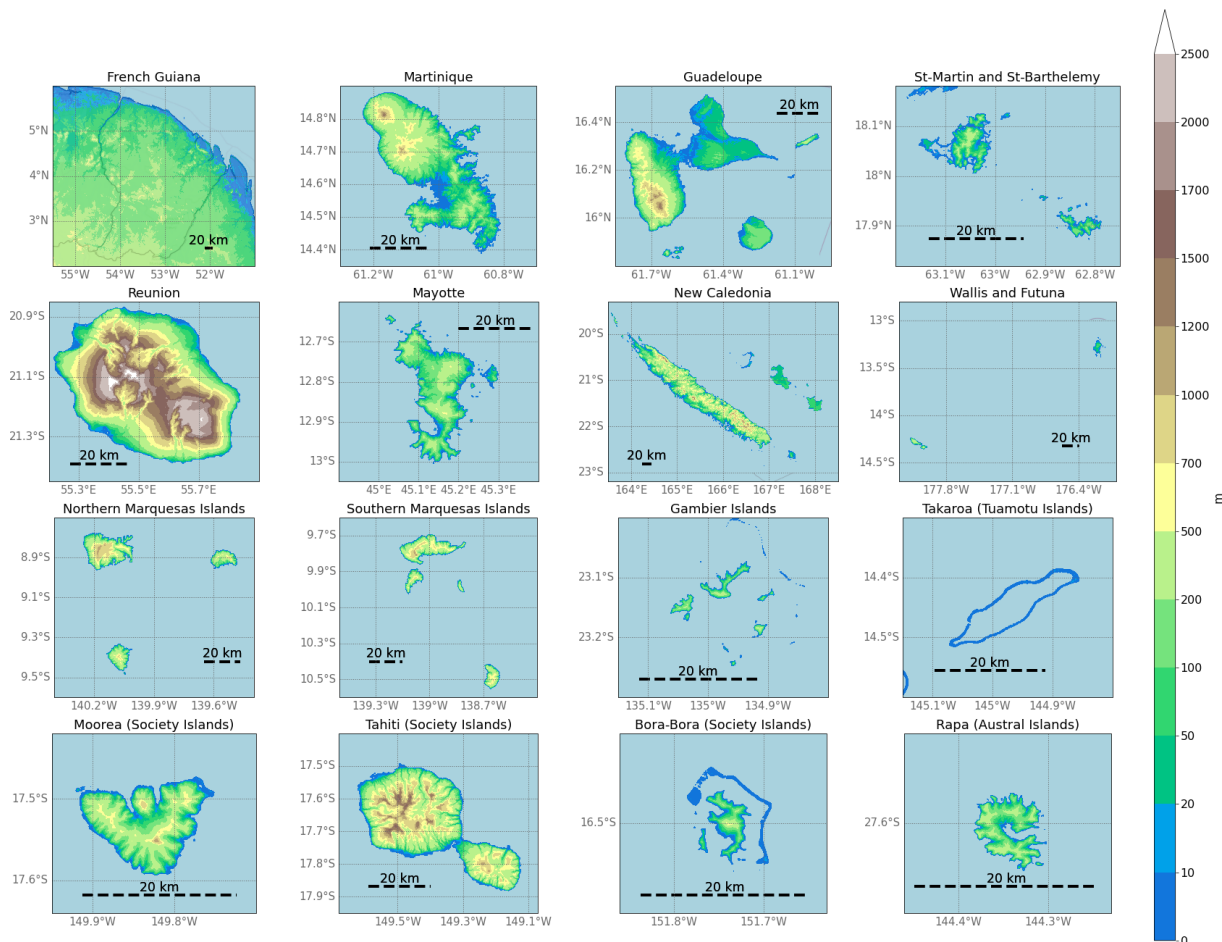 French Guiana
5°N
4°N
3°N
20 km
55°W 54°W 53°W 52°W
Martinique
14.8°N
14.7°N
14.6°N
14.5°N
14.4°N
20 km
61.2°W 61°W 60.8°W
Guadeloupe
20 km
16.4°N
16.2°N
16°N
61.7°W 61.4°W 61.1°W
St-Martin and St-Barthelemy
18.1°N
18°N
17.9°N
20 km
63.1°W 63°W 62.9°W 62.8°W
Reunion
20.9°S
21.1°S
21.3°S
20 km
55.3°E 55.5°E 55.7°E
Mayotte
20 km
12.7°S
12.8°S
12.9°S
13°S
45°E 45.1°E 45.2°E 45.3°E
New Caledonia
20°S
21°S
22°S
23°S
20 km
164°E 165°E 166°E 167°E 168°E
Wallis and Futuna
13°S
13.5°S
14°S
14.5°S
20 km
177.8°W 177.1°W 176.4°W
Northern Marquesas Islands
8.9°S
9.1°S
9.3°S
9.5°S
20 km
140.2°W 139.9°W 139.6°W
Southern Marquesas Islands
9.7°S
9.9°S
10.1°S
10.3°S
10.5°S
20 km
139.3°W 139°W 138.7°W
Gambier Islands
23.1°S
23.2°S
20 km
135.1°W 135°W 134.9°W
Takaroa (Tuamotu Islands)
14.4°S
14.5°S
20 km
145.1°W 145°W 144.9°W
Moorea (Society Islands)
17.5°S
17.6°S
20 km
149.9°W 149.8°W
Tahiti (Society Islands)
17.5°S
17.6°S
17.7°S
17.8°S
17.9°S
20 km
149.5°W 149.3°W 149.1°W
Bora-Bora (Society Islands)
16.5°S
20 km
151.8°W 151.7°W
Rapa (Austral Islands)
27.6°S
20 km
144.4°W 144.3°W
2500
2000
1700
1500
1200
1000
700
500
200
100
50
20
10
0
m